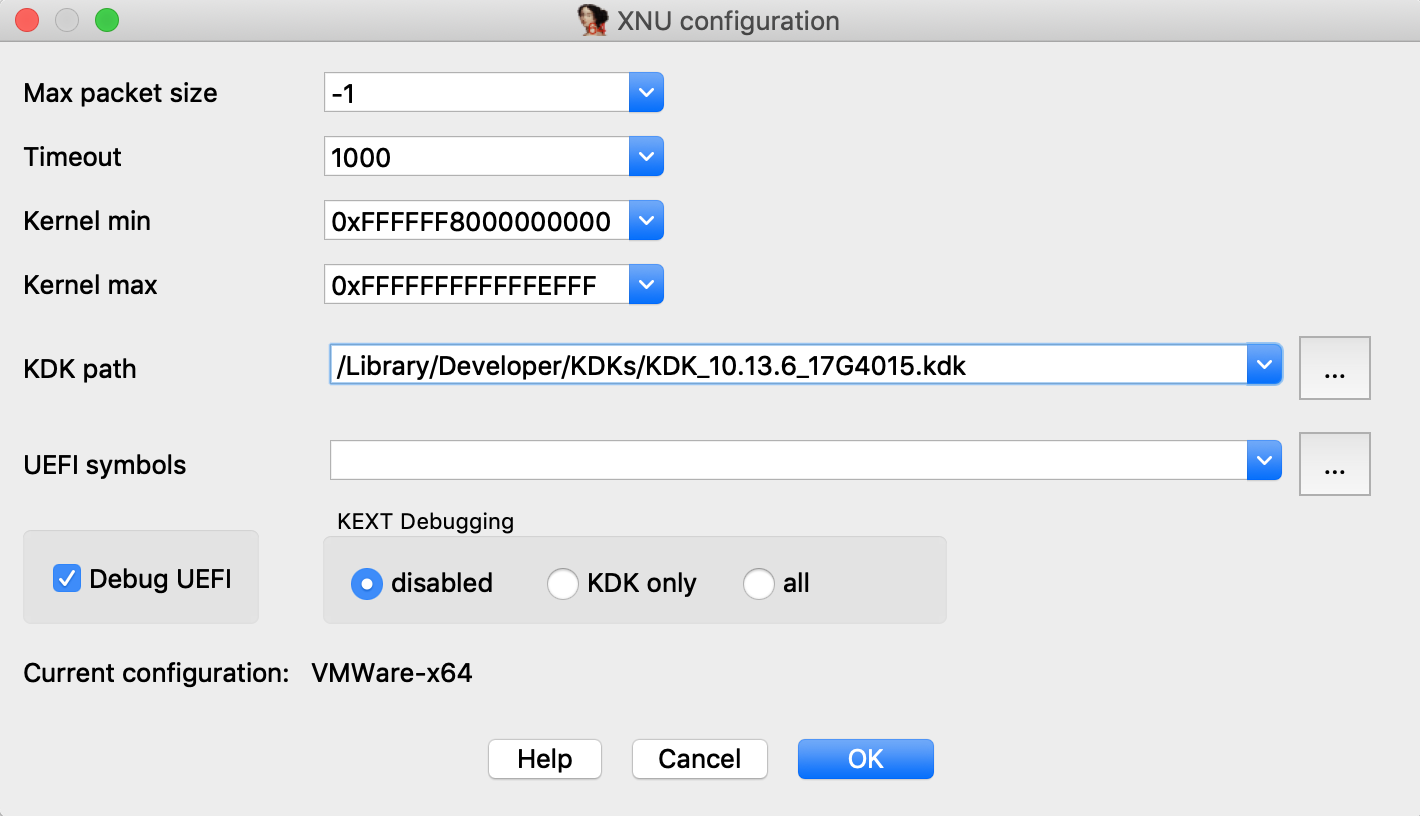 XNU configuration
Max packet size -1
Timeout 1000
Kernel min 0xFFFFFF8000000000
Kernel max 0xFFFFFFFFFFFFEFFF
KDK path /Library/Developer/KDKs/KDK_10.13.6_17G4015.kdk ...
UEFI symbols ...
KEXT Debugging
Debug UEFI disabled KDK only all
Current configuration: VMWare-x64
Help Cancel OK